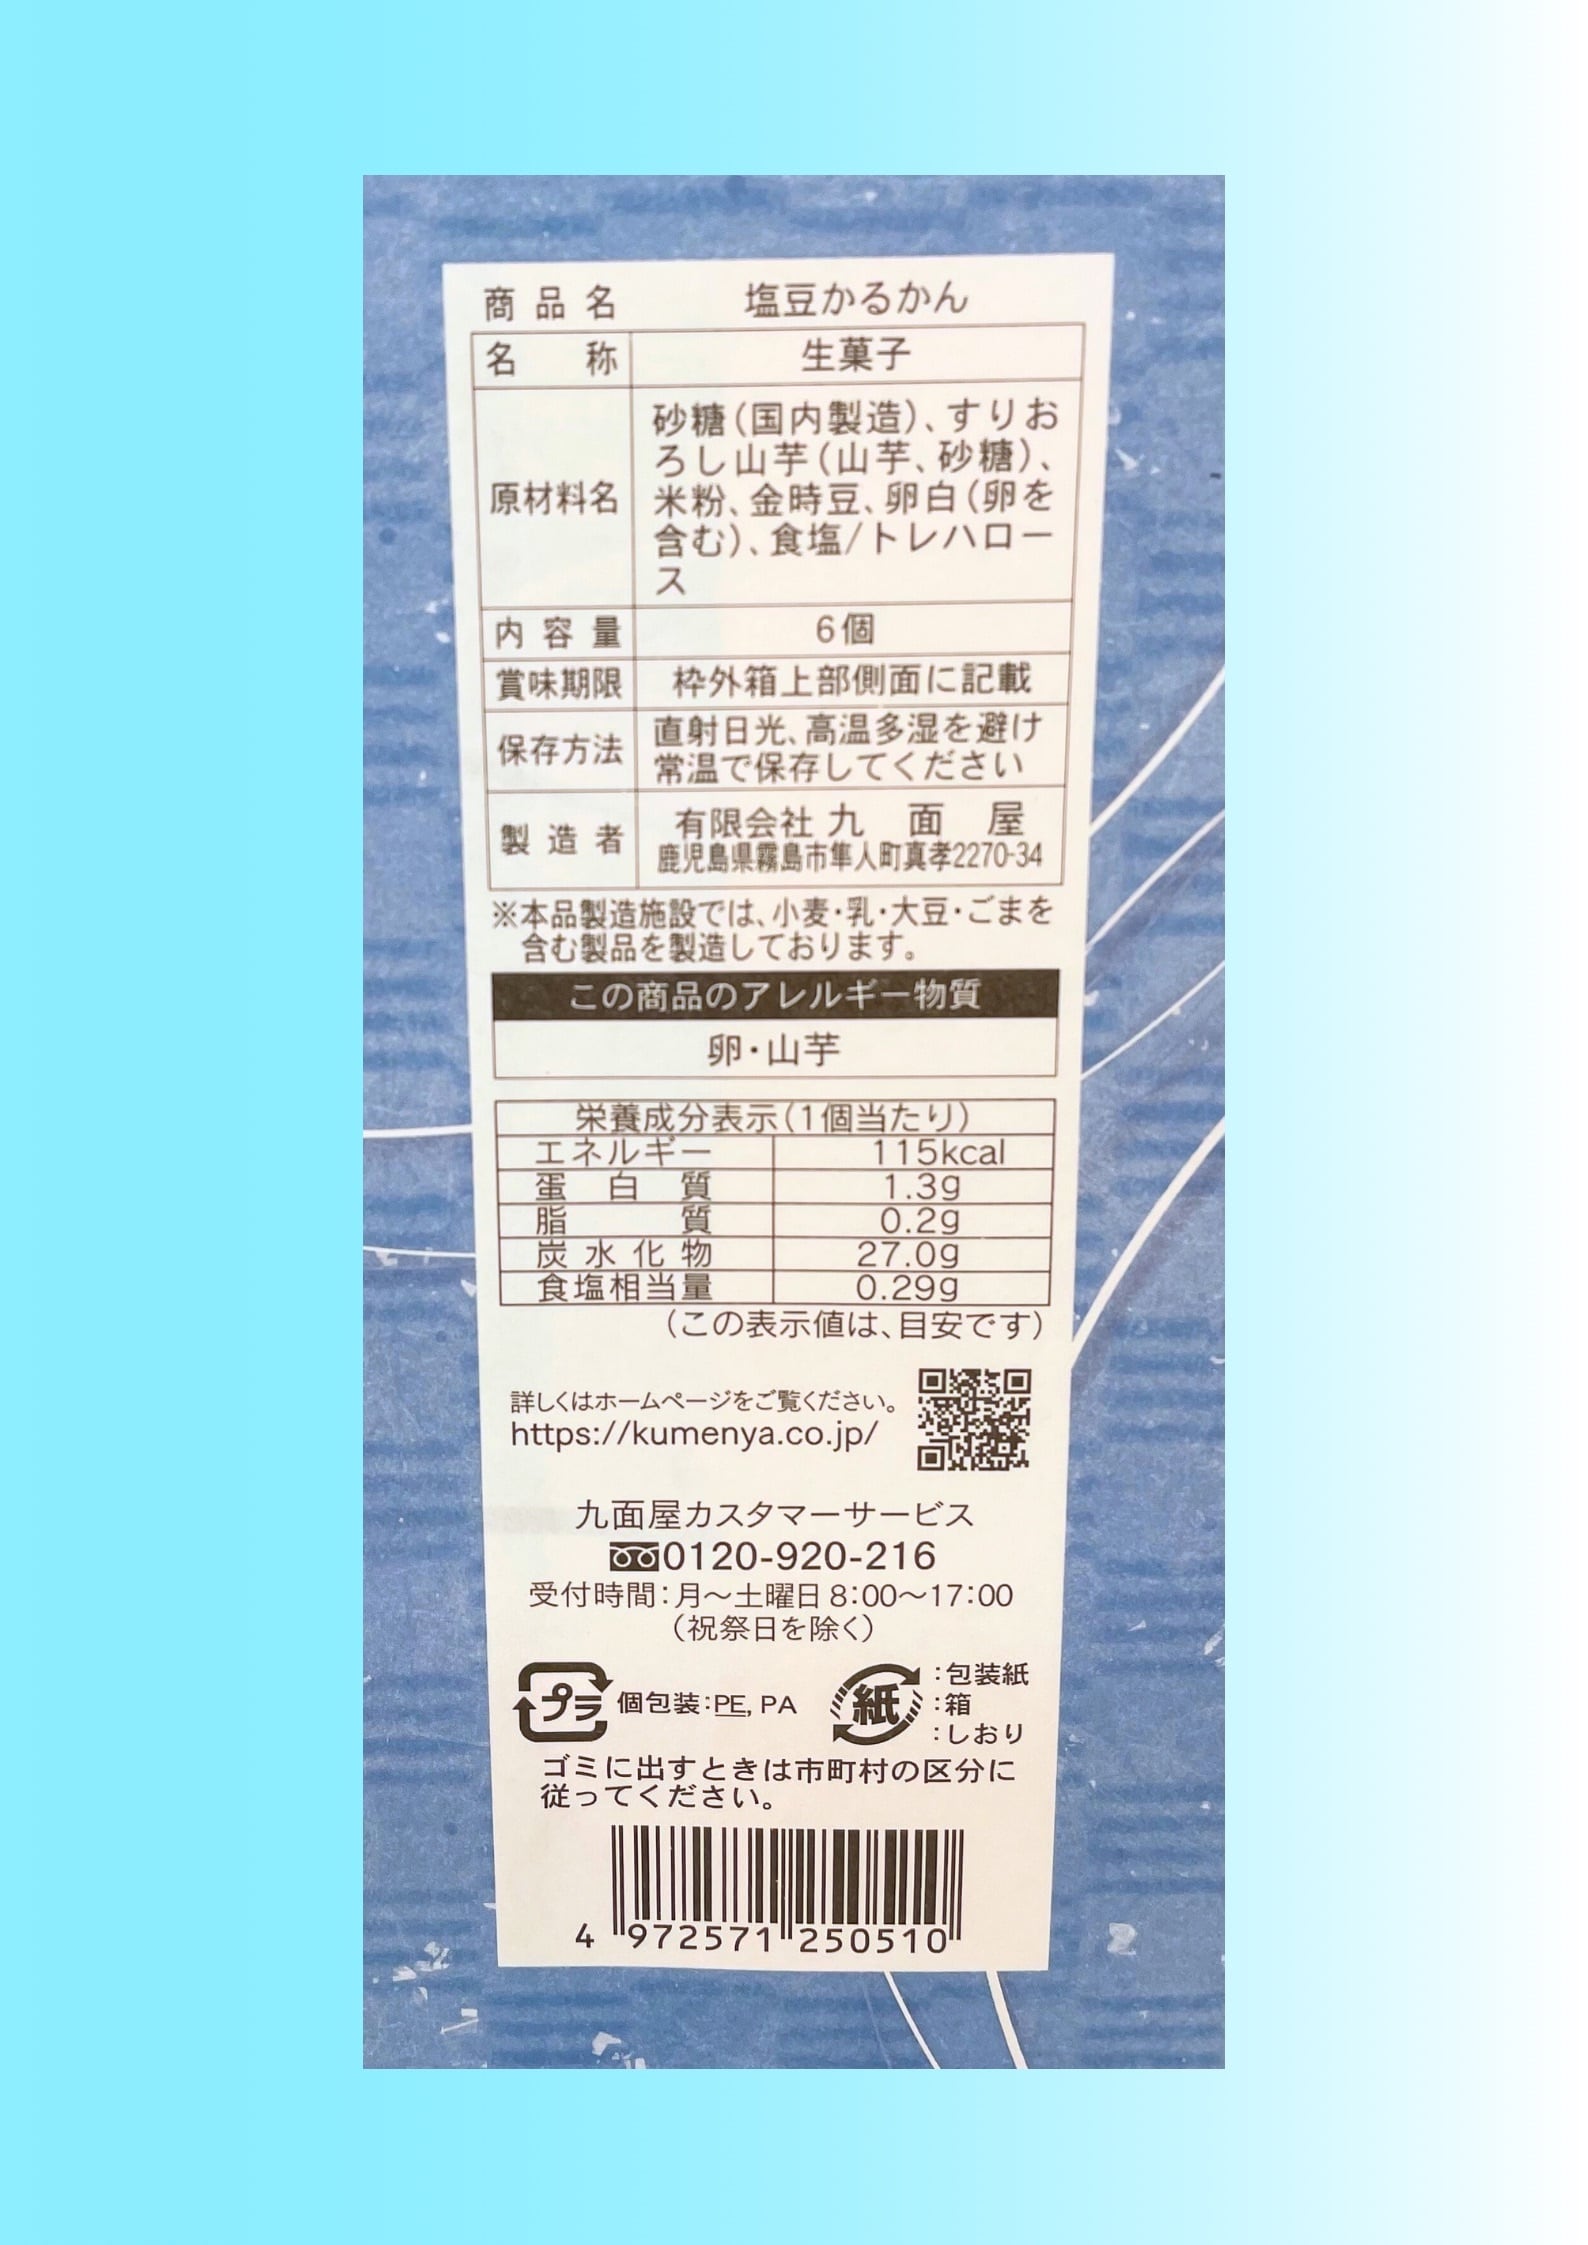 商品名 塩豆かるかん
名称 生菓子
原材料名 砂糖(国内製造)、すりお
ろし山芋(山芋、砂糖)、
米粉、金時豆、卵白(卵を
含む)、食塩/トレハロー
ス
内容量 6個
賞味期限 枠外箱上部側面に記載
保存方法 直射日光、高温多湿を避け
常温で保存してください
製造者 有限会社 九面屋
鹿児島県霧島市隼人町真孝2270-34
※本品製造施設では、小麦・乳・大豆・ごまを
含む製品を製造しております。
この商品のアレルギー物質
卵・山芋
栄養成分表示(1個当たり)
エネルギー 115kcal
蛋白質 1.3g
脂質 0.2g
炭水化物 27.0g
食塩相当量 0.29g
(この表示値は、目安です)
詳しくはホームページをご覧ください。
https://kumenya.co.jp/
九面屋カスタマーサービス
0120-920-216
受付時間:月〜土曜日 8:00〜17:00
(祝祭日を除く)
プラ 個包装:PE, PA
紙 :包装紙
:箱
:しおり
ゴミに出すときは市町村の区分に
従ってください。
4 972571 250510